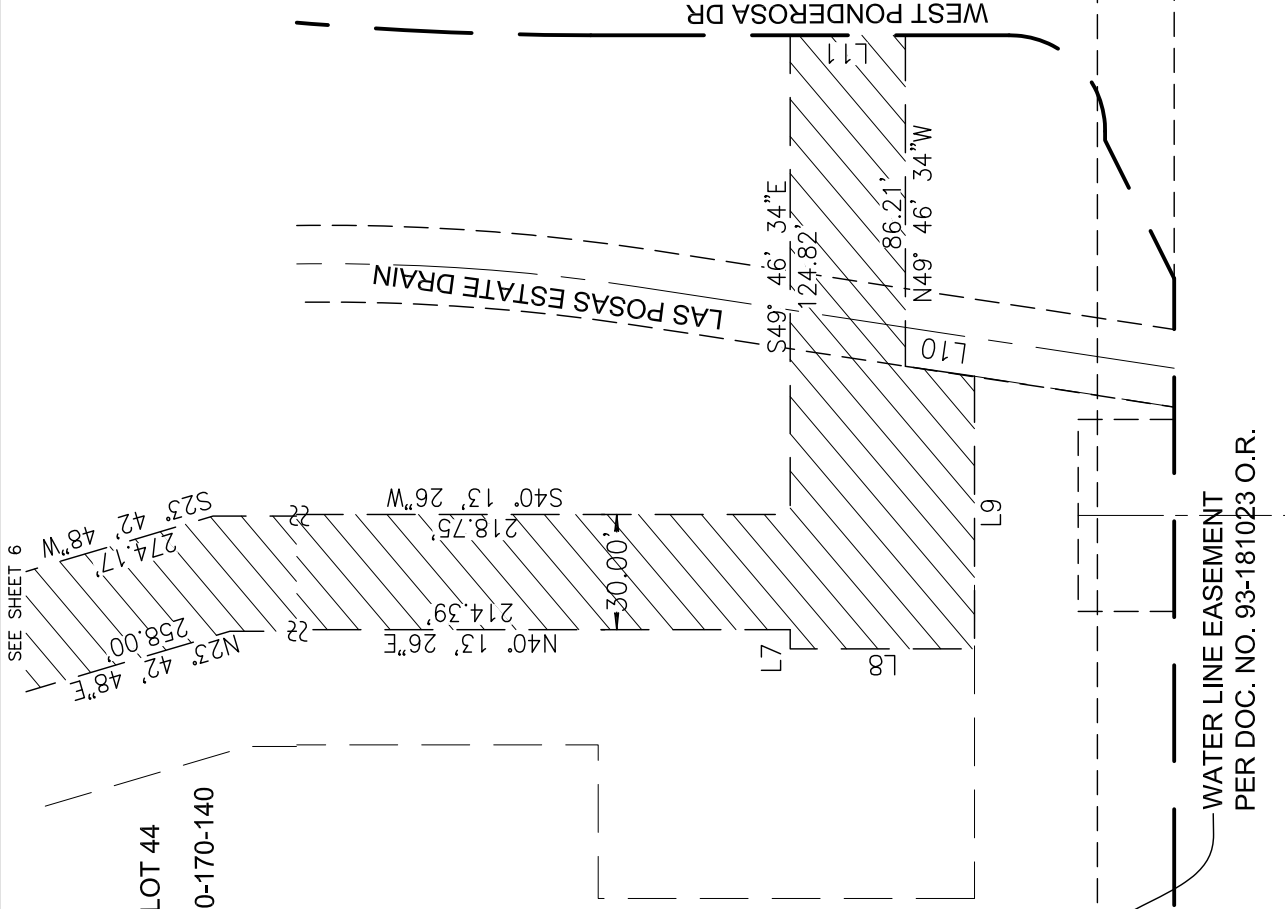 WEST PONDEROSA DR
L11
S49° 46' 34"E
124.82'
86.21'
N49° 46' 34"W
LAS POSAS ESTATE DRAIN
L10
SEE SHEET 6
S23° 42' 48"W
274.17'
258.00'
N23° 42' 48"E
S40° 13' 26"W
218.75'
30.00'
214.39'
N40° 13' 26"E
L7
L8
L9
LOT 44
0-170-140
WATER LINE EASEMENT
PER DOC. NO. 93-181023 O.R.